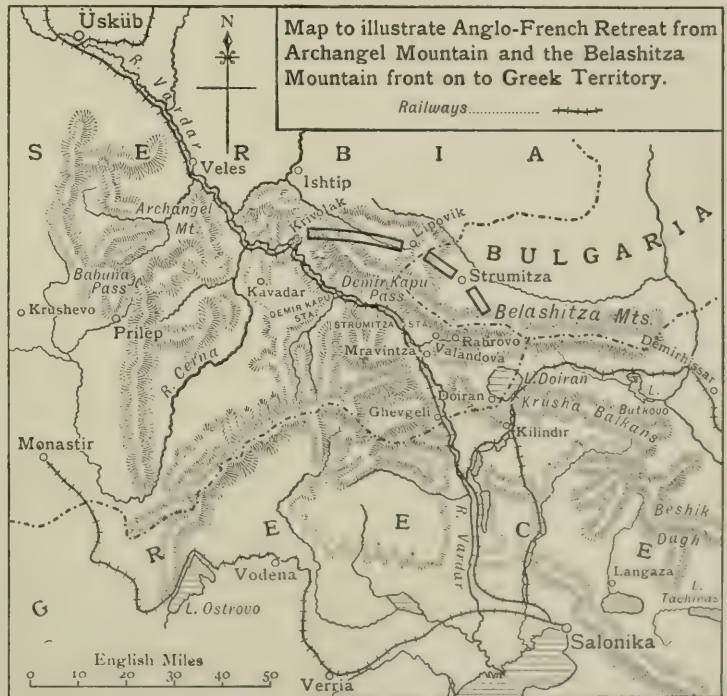 Map to illustrate Anglo-French Retreat from
Archangel Mountain and the Belashitza
Mountain front on to Greek Territory.
Railways
Üsküb
N
R. Vardar
S E R B I A
Veles
Ishtip
Archangel
Mt.
Krivolak
Lipovik
BULGARIA
Babuna
Pass
Kavadar
Demir Kapu
Pass
Strumitza
Krushevo
Prilep
DEMIR KAPU
STA.
STRUMITZA STA.
Belashitza Mts.
R. Cerna
Mravintza
Rabrovo
Valandova
Demirhissar
L. Doiran
Doiran
L.
Butkovo
Krusha Balkans
Ghevgeli
Kilindir
Monastir
G R E E C E
R. Vardar
Beshik
Dagh
Vodena
Langaza
L. Ostrovo
L.
Tachinas
Salonika
English Miles
0 10 20 30 40 50
Verria